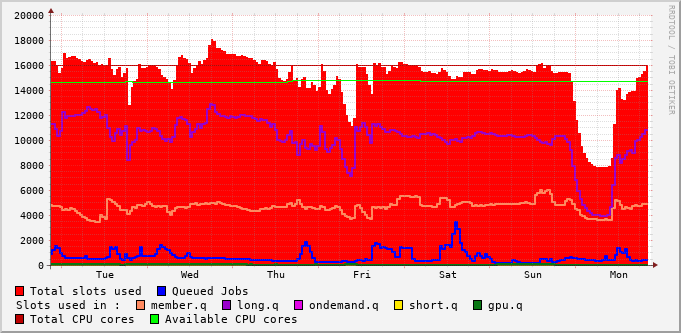 20000
18000
16000
14000
12000
10000
8000
6000
4000
2000
0
Tue Wed Thu Fri Sat Sun Mon
Total slots used Queued Jobs
Slots used in : member.q long.q ondemand.q short.q gpu.q
Total CPU cores Available CPU cores
RRDTOOL / TOBI OETIKER